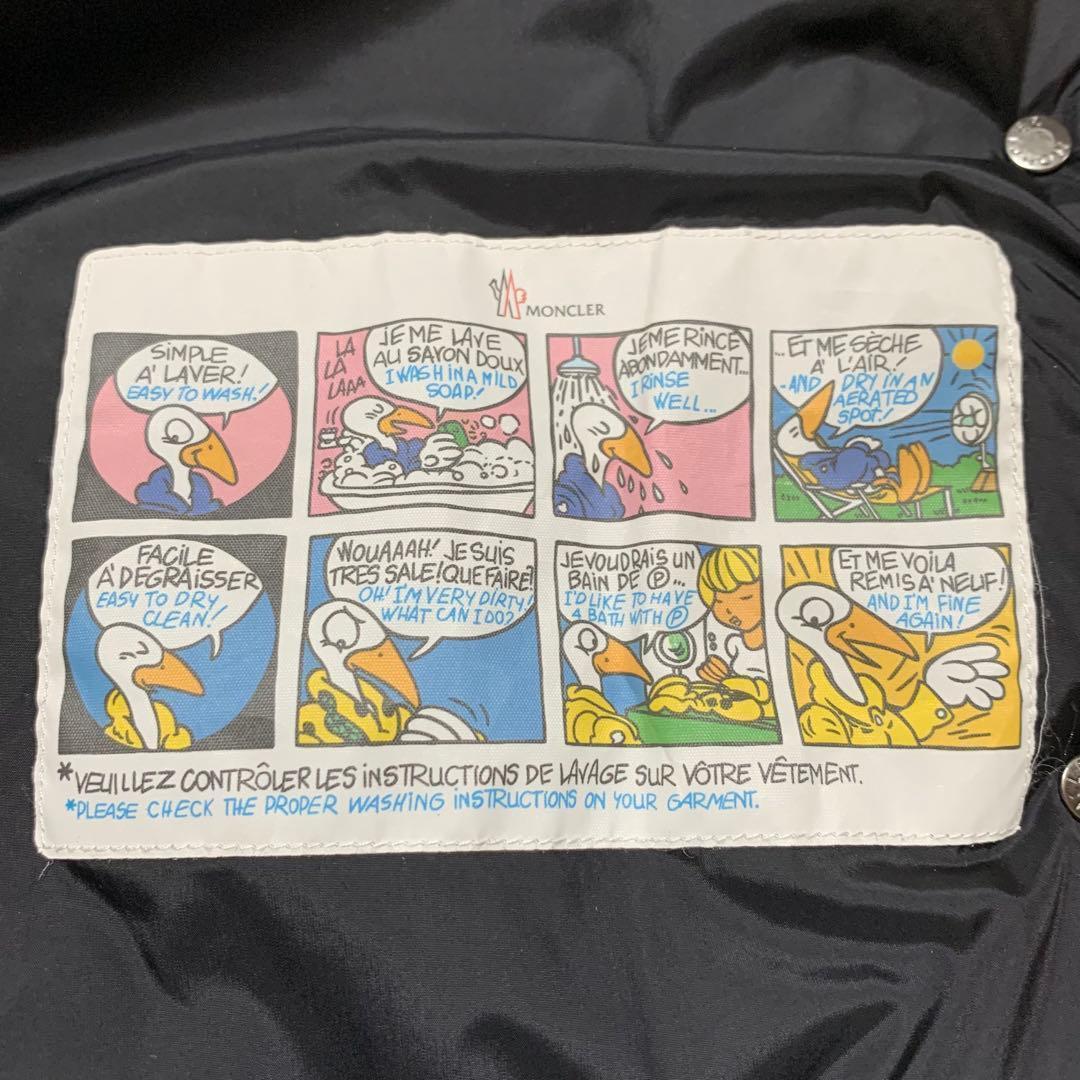 MONCLER
SiMPLE
A' LAVER!
EASY TO WASH!
LA
LA
LAAA
JE ME LAVE
AU SAVON DOUX
I WASH IN A MILD
SOAP!
JE ME RINCE
ABONDAMMENT...
I RINSE
WELL...
...ET ME SÈCHE
A' L'AIR!
-AND DRY IN AN
AERATED
SPOT!
FACILE
A' DEGRAISSER
EASY TO DRY
CLEAN!
WOUAAAH! JE SUIS
TRES SALE! QUE FAIRE?
OH! I'M VERY DIRTY!
WHAT CAN I DO?
JE VOUDRAIS UN
BAIN DE Ⓟ...
I'D LIKE TO HAVE
A BATH WITH Ⓟ
ET ME VOILA
REMIS A' NEUF!
AND I'M FINE
AGAIN!
*VEUILLEZ CONTRÔLER LES iNSTRUCTIONS DE LAVAGE SUR VÔTRE VÊTEMENT.
*PLEASE CHECK THE PROPER WASHING iNSTRUCTIONS ON YOUR GARMENT.